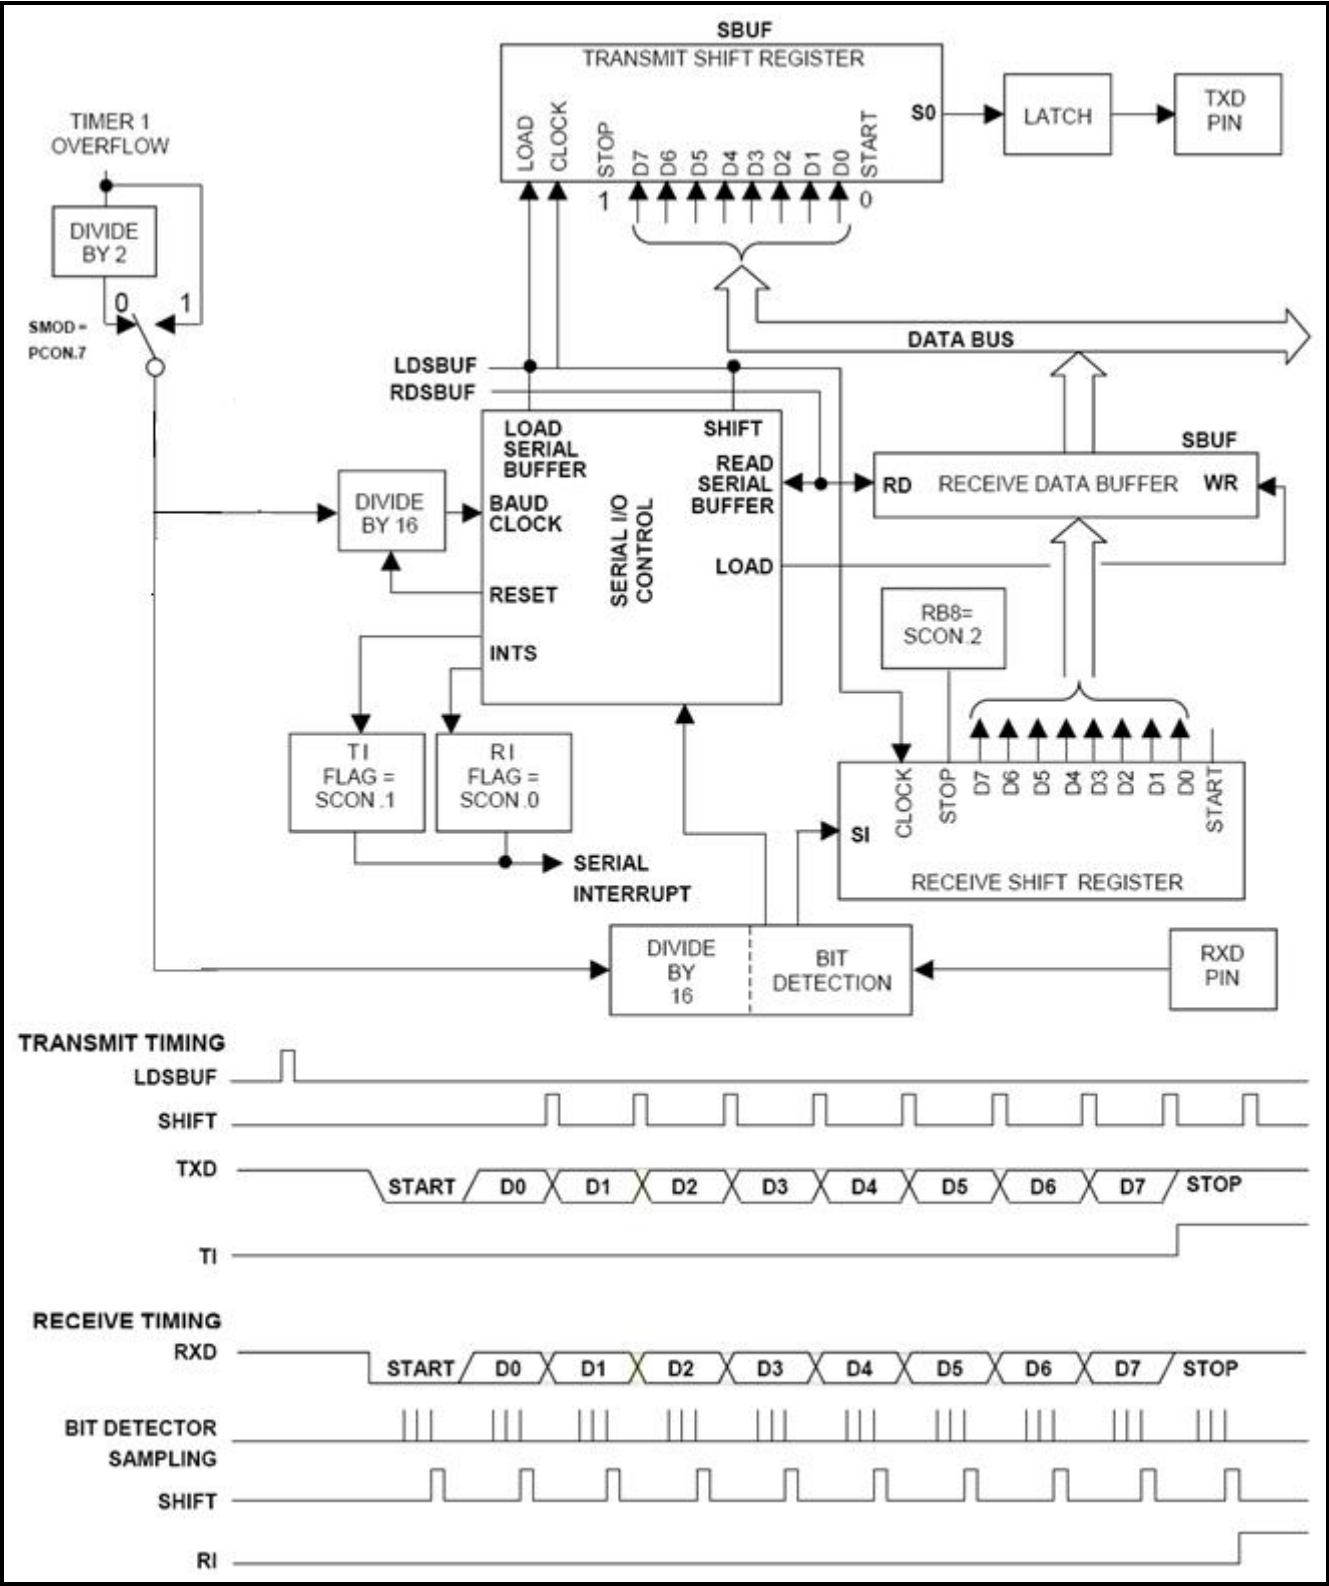 SBUF
TRANSMIT SHIFT REGISTER
LOAD
CLOCK
STOP
D7
D6
D5
D4
D3
D2
D1
D0
START
S0
LATCH
TXD
PIN
1
0
TIMER 1
OVERFLOW
DIVIDE
BY 2
0
1
SMOD =
PCON.7
DATA BUS
LDSBUF
RDSBUF
LOAD
SERIAL
BUFFER
SHIFT
READ
SERIAL
BUFFER
BAUD
CLOCK
SERIAL I/O
CONTROL
LOAD
RESET
INTS
DIVIDE
BY 16
SBUF
RD
RECEIVE DATA BUFFER
WR
RB8=
SCON.2
TI
FLAG =
SCON.1
RI
FLAG =
SCON.0
SERIAL
INTERRUPT
CLOCK
STOP
D7
D6
D5
D4
D3
D2
D1
D0
START
SI
RECEIVE SHIFT REGISTER
DIVIDE
BY
16
BIT
DETECTION
RXD
PIN
TRANSMIT TIMING
LDSBUF
SHIFT
TXD
START D0 D1 D2 D3 D4 D5 D6 D7 STOP
TI
RECEIVE TIMING
RXD
START D0 D1 D2 D3 D4 D5 D6 D7 STOP
BIT DETECTOR
SAMPLING
SHIFT
RI